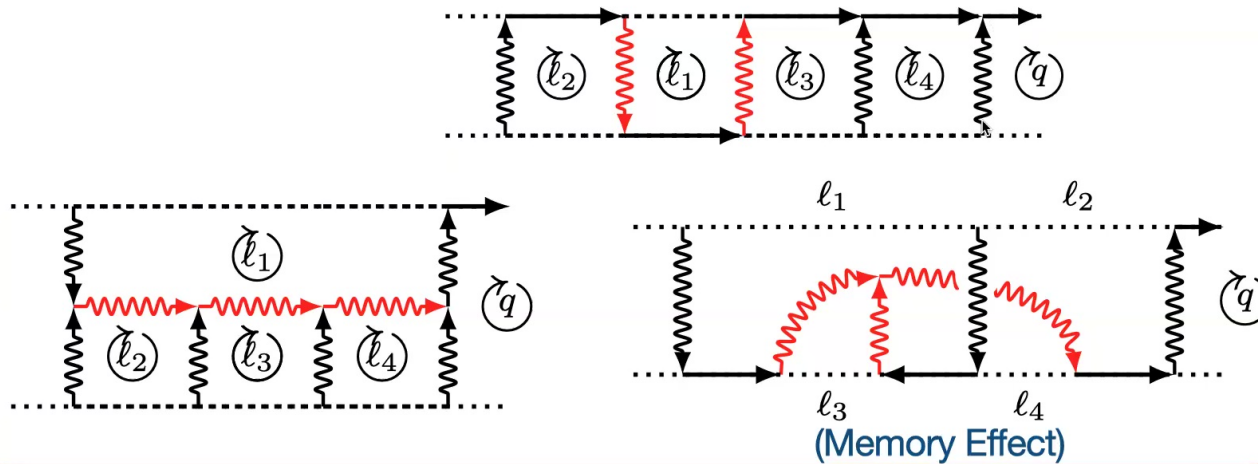 ℓ₂ ℓ₁ ℓ₃ ℓ₄ q
ℓ₁
q
ℓ₂ ℓ₃ ℓ₄
ℓ₁ ℓ₂
q
ℓ₃ ℓ₄
(Memory Effect)